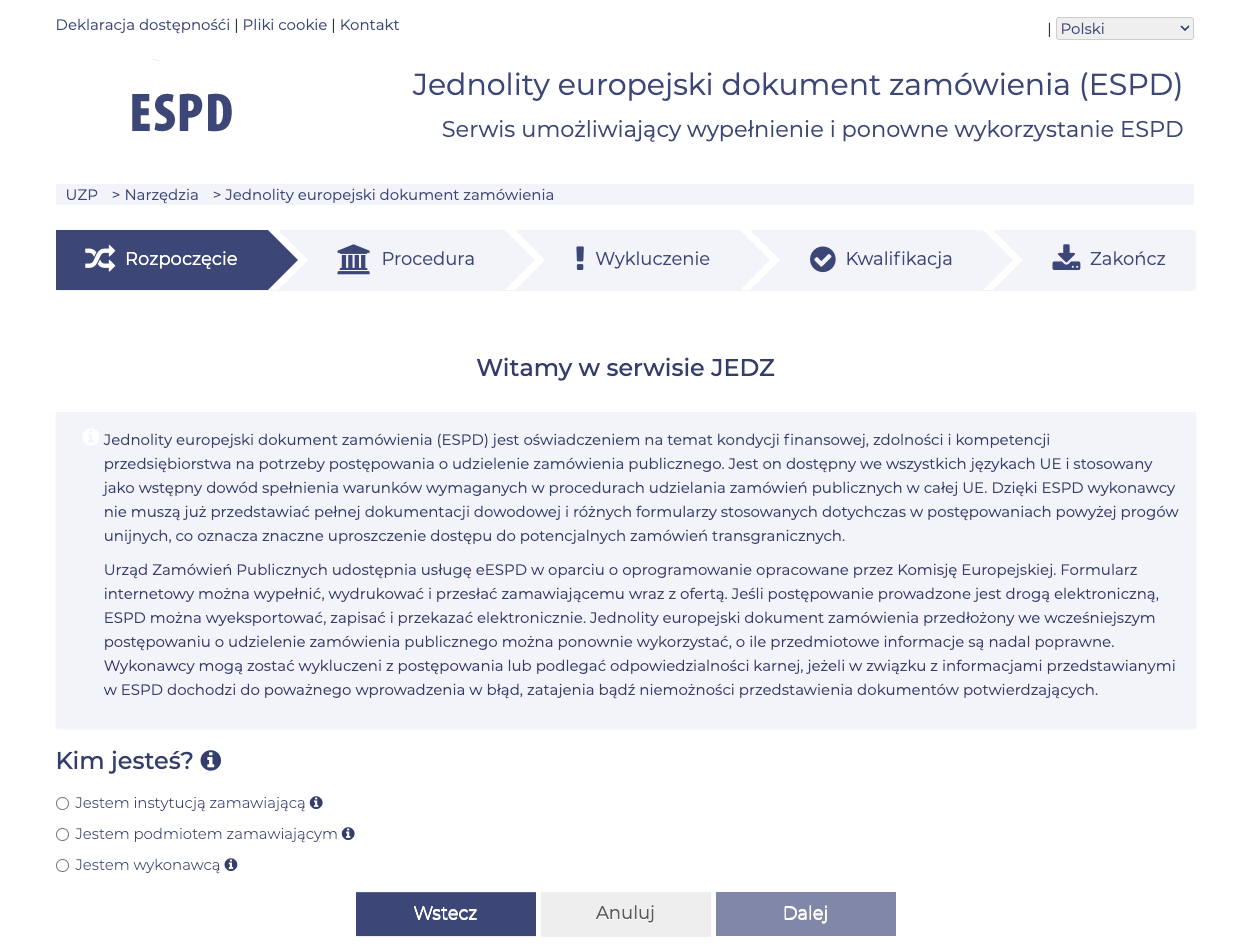 Deklaracja dostępnośći | Pliki cookie | Kontakt
| Polski
ESPD
Jednolity europejski dokument zamówienia (ESPD)
Serwis umożliwiający wypełnienie i ponowne wykorzystanie ESPD
UZP > Narzędzia > Jednolity europejski dokument zamówienia
Rozpoczęcie Procedura Wykluczenie Kwalifikacja Zakończ
Witamy w serwisie JEDZ
Jednolity europejski dokument zamówienia (ESPD) jest oświadczeniem na temat kondycji finansowej, zdolności i kompetencji
przedsiębiorstwa na potrzeby postępowania o udzielenie zamówienia publicznego. Jest on dostępny we wszystkich językach UE i stosowany
jako wstępny dowód spełnienia warunków wymaganych w procedurach udzielania zamówień publicznych w całej UE. Dzięki ESPD wykonawcy
nie muszą już przedstawiać pełnej dokumentacji dowodowej i różnych formularzy stosowanych dotychczas w postępowaniach powyżej progów
unijnych, co oznacza znaczne uproszczenie dostępu do potencjalnych zamówień transgranicznych.
Urząd Zamówień Publicznych udostępnia usługę eESPD w oparciu o oprogramowanie opracowane przez Komisję Europejskiej. Formularz
internetowy można wypełnić, wydrukować i przesłać zamawiającemu wraz z ofertą. Jeśli postępowanie prowadzone jest drogą elektroniczną,
ESPD można wyeksportować, zapisać i przekazać elektronicznie. Jednolity europejski dokument zamówienia przedłożony we wcześniejszym
postępowaniu o udzielenie zamówienia publicznego można ponownie wykorzystać, o ile przedmiotowe informacje są nadal poprawne.
Wykonawcy mogą zostać wykluczeni z postępowania lub podlegać odpowiedzialności karnej, jeżeli w związku z informacjami przedstawianymi
w ESPD dochodzi do poważnego wprowadzenia w błąd, zatajenia bądź niemożności przedstawienia dokumentów potwierdzających.
Kim jesteś?
Jestem instytucją zamawiającą
Jestem podmiotem zamawiającym
Jestem wykonawcą
Wstecz Anuluj Dalej